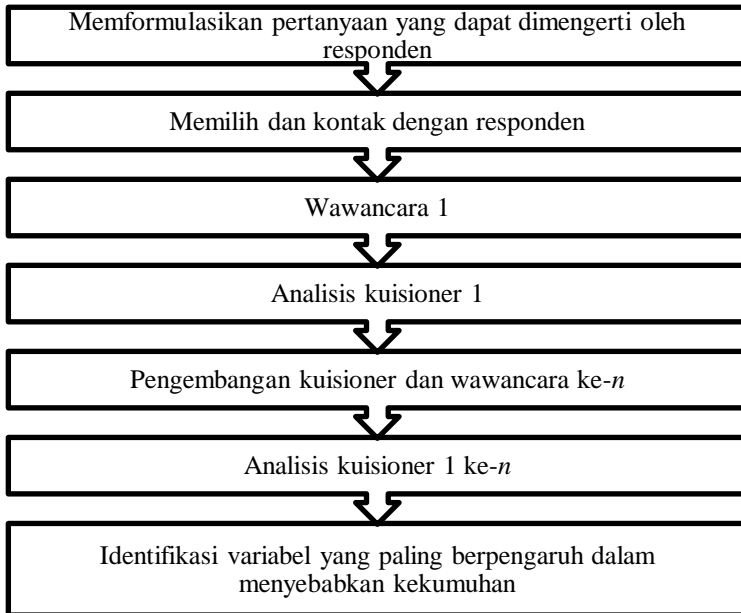 Memformulasikan pertanyaan yang dapat dimengerti oleh
responden
Memilih dan kontak dengan responden
Wawancara 1
Analisis kuisioner 1
Pengembangan kuisioner dan wawancara ke-n
Analisis kuisioner 1 ke-n
Identifikasi variabel yang paling berpengaruh dalam
menyebabkan kekumuhan